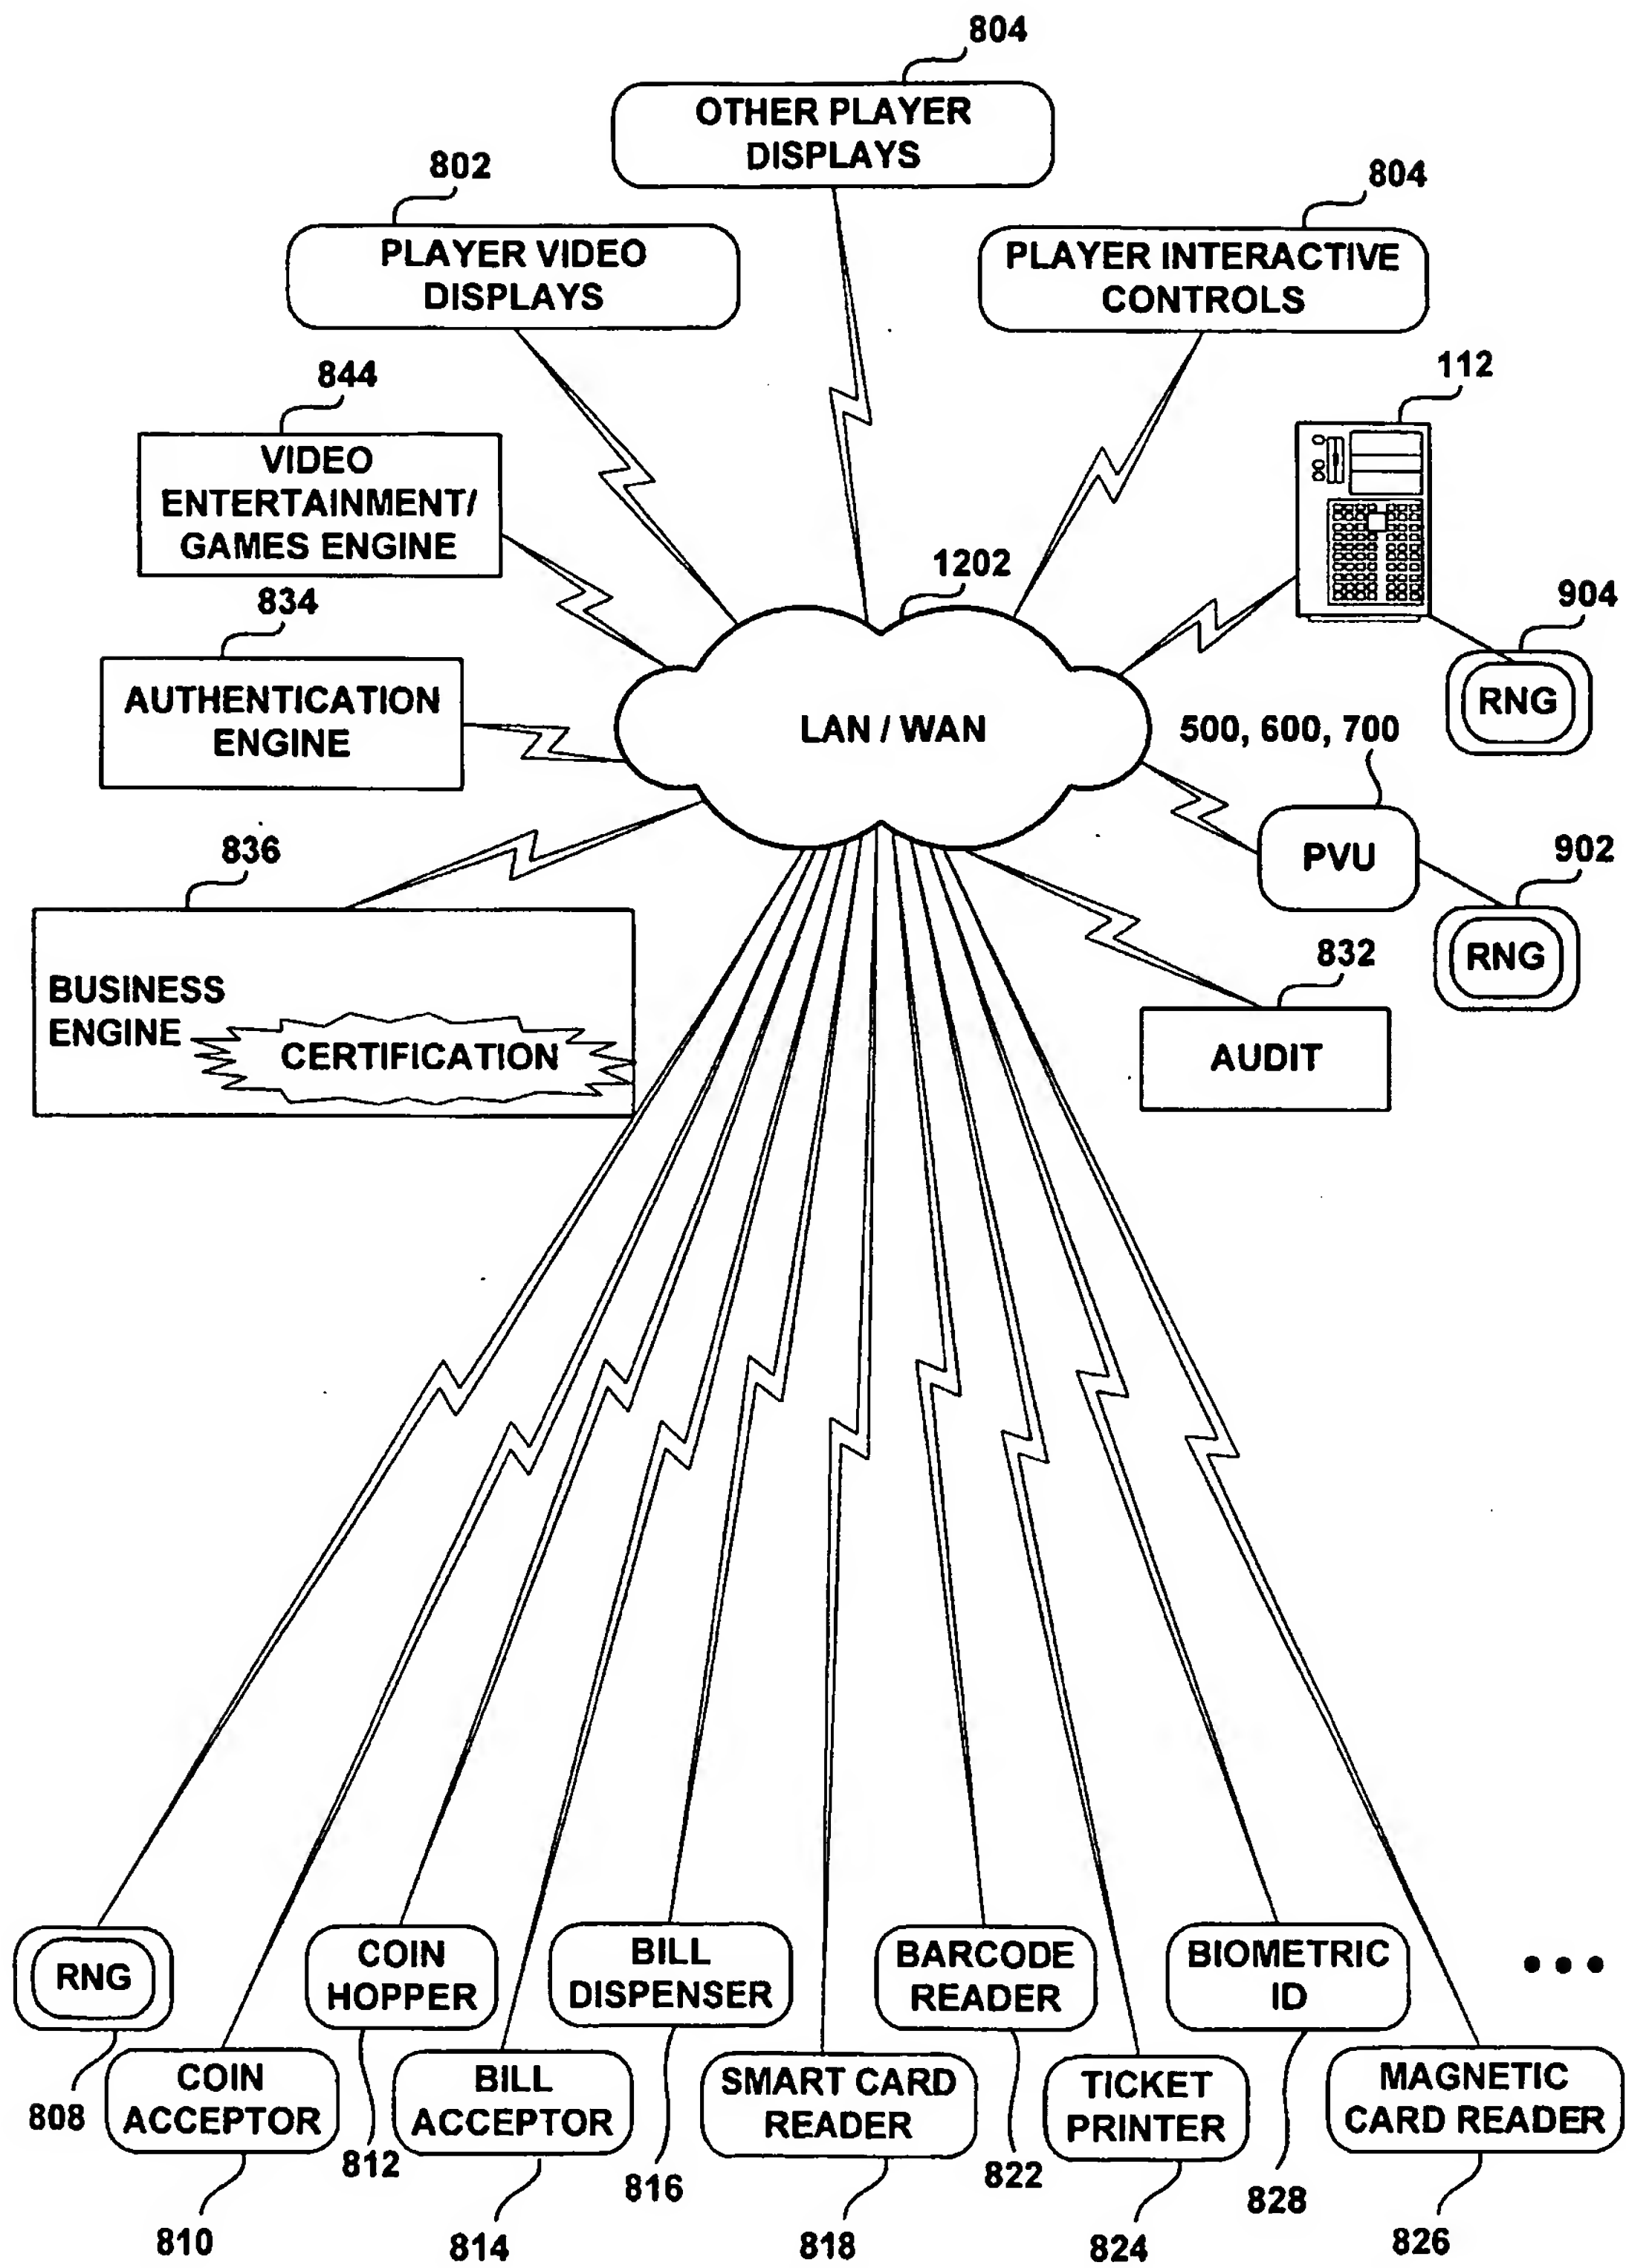 804
OTHER PLAYER
DISPLAYS
802
PLAYER VIDEO
DISPLAYS
804
PLAYER INTERACTIVE
CONTROLS
844
VIDEO
ENTERTAINMENT/
GAMES ENGINE
112
834
AUTHENTICATION
ENGINE
1202
LAN / WAN
904
RNG
500, 600, 700
PVU
902
RNG
836
BUSINESS
ENGINE
CERTIFICATION
832
AUDIT
RNG
808
COIN
ACCEPTOR
810
COIN
HOPPER
812
BILL
ACCEPTOR
814
BILL
DISPENSER
816
SMART CARD
READER
818
BARCODE
READER
822
TICKET
PRINTER
824
BIOMETRIC
ID
828
MAGNETIC
CARD READER
826
• • •